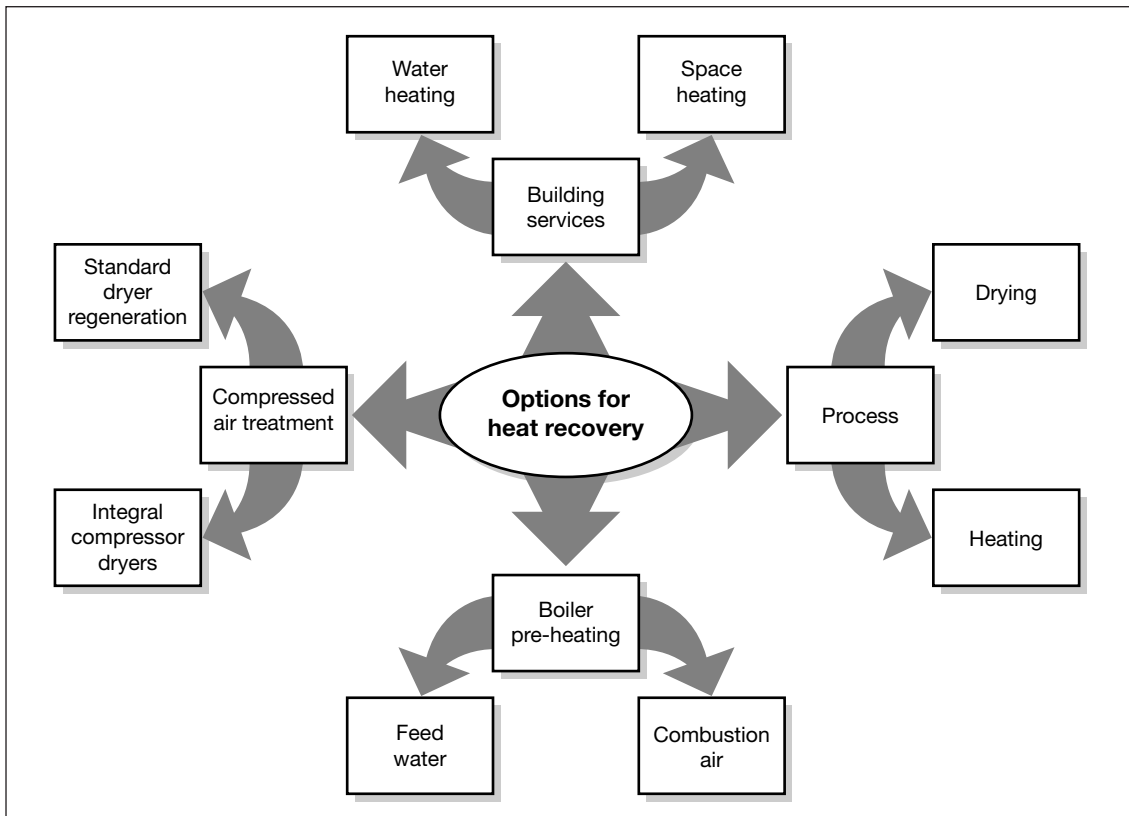 Water
heating
Space
heating
Building
services
Standard
dryer
regeneration
Drying
Compressed
air treatment
Options for
heat recovery
Process
Integral
compressor
dryers
Heating
Boiler
pre-heating
Feed
water
Combustion
air